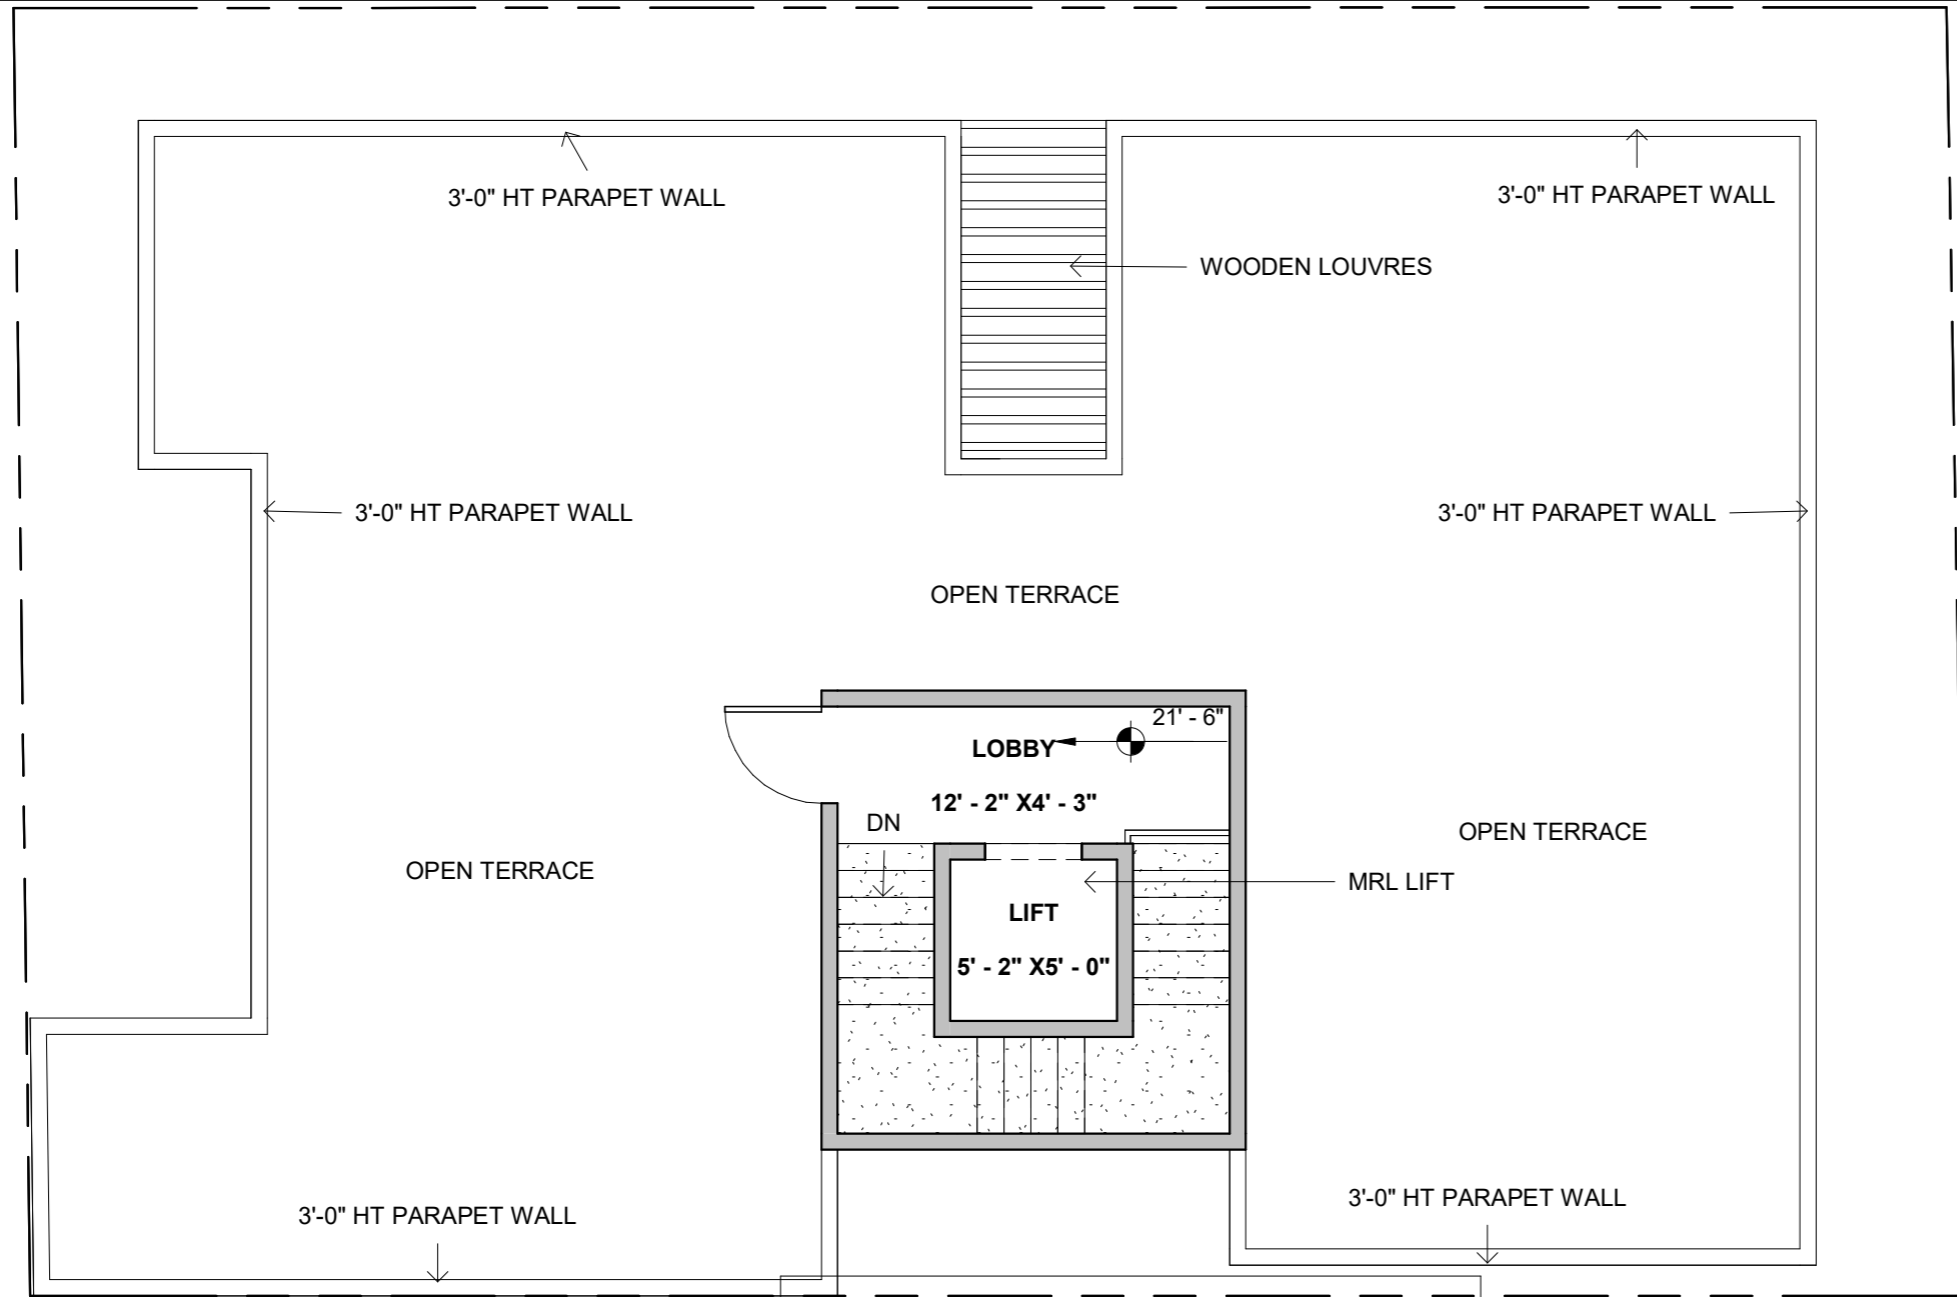 3'-0" HT PARAPET WALL
3'-0" HT PARAPET WALL
WOODEN LOUVRES
3'-0" HT PARAPET WALL
3'-0" HT PARAPET WALL
OPEN TERRACE
21' - 6"
LOBBY
12' - 2" X4' - 3"
DN
OPEN TERRACE
OPEN TERRACE
MRL LIFT
LIFT
5' - 2" X5' - 0"
3'-0" HT PARAPET WALL
3'-0" HT PARAPET WALL